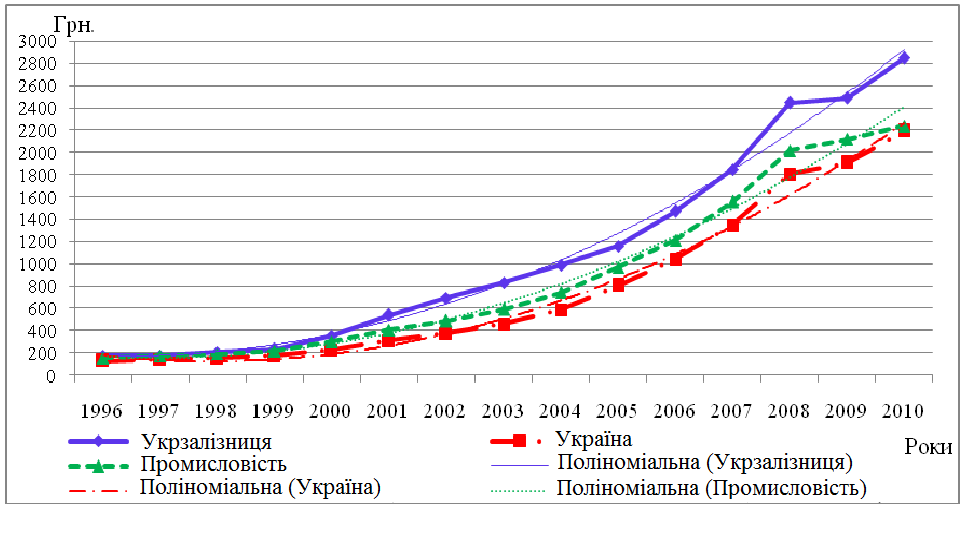 Грн.
3000
2800
2600
2400
2200
2000
1800
1600
1400
1200
1000
800
600
400
200
0
1996 1997 1998 1999 2000 2001 2002 2003 2004 2005 2006 2007 2008 2009 2010
Укрзалізниця Україна
Роки
Промисловість Поліноміальна (Укрзалізниця)
Поліноміальна (Україна) Поліноміальна (Промисловість)